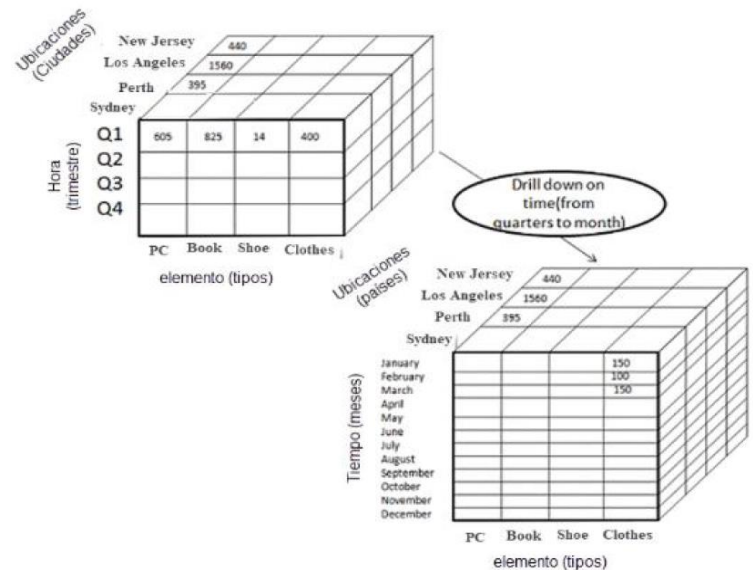 Ubicaciones
(Ciudades)
New Jersey 440
Los Angeles 1560
Perth 395
Sydney
Hora
(trimestre)
Q1 605 825 14 400
Q2
Q3
Q4
PC Book Shoe Clothes
elemento (tipos)
Drill down on
time(from
quarters to month)
Ubicaciones
(países)
New Jersey 440
Los Angeles 1560
Perth 395
Sydney
Tiempo (meses)
January 150
February 100
March 150
April
May
June
July
August
September
October
November
December
PC Book Shoe Clothes
elemento (tipos)